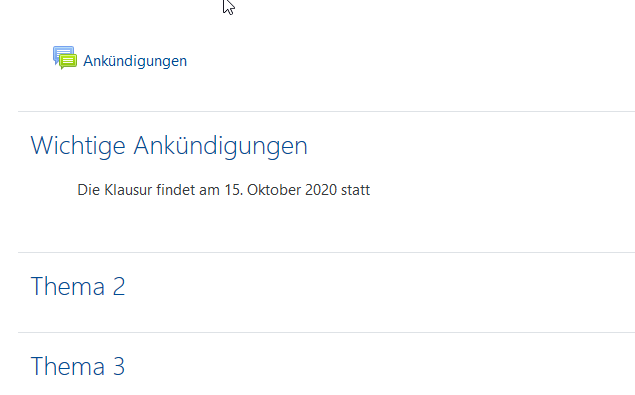 Ankündigungen
Wichtige Ankündigungen
Die Klausur findet am 15. Oktober 2020 statt
Thema 2
Thema 3